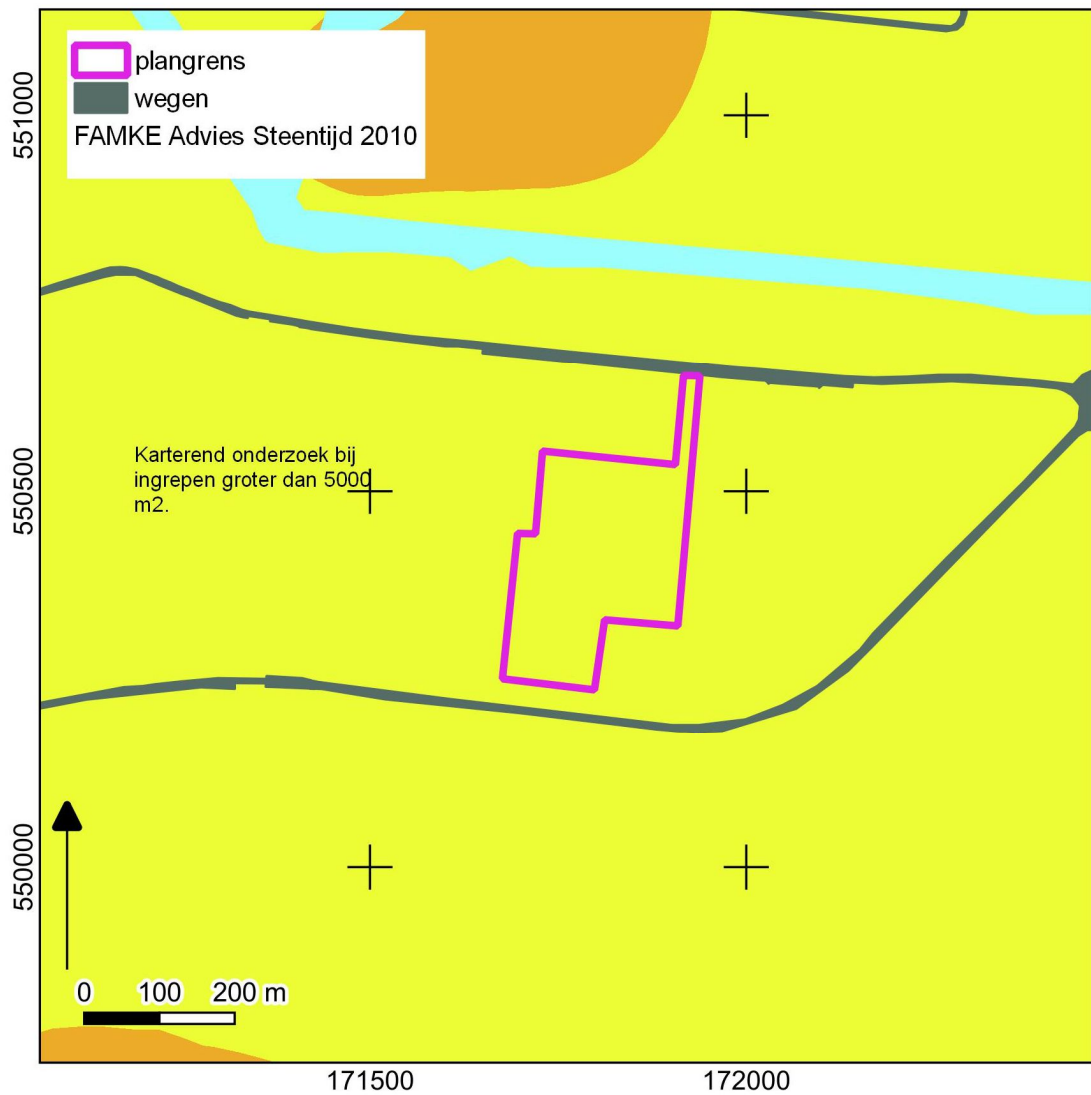 plangrens
wegen
FAMKE Advies Steentijd 2010
551000
Karterend onderzoek bij
ingrepen groter dan 5000
m2.
550500
550000
0 100 200 m
171500 172000